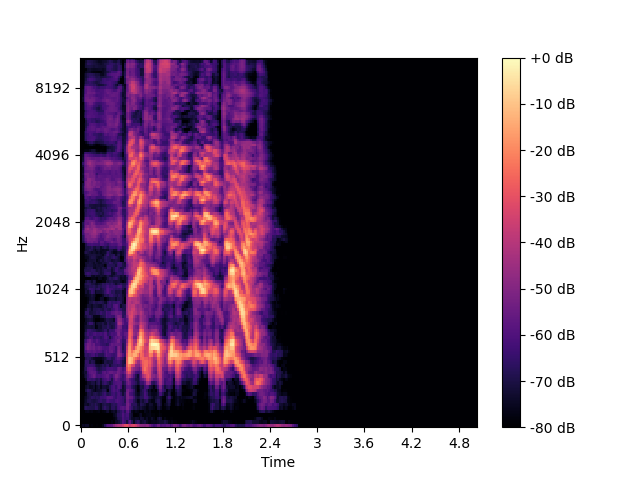 +0 dB
8192
-10 dB
4096
-20 dB
-30 dB
2048
-40 dB
Hz
1024
-50 dB
-60 dB
512
-70 dB
0
-80 dB
0 0.6 1.2 1.8 2.4 3 3.6 4.2 4.8
Time